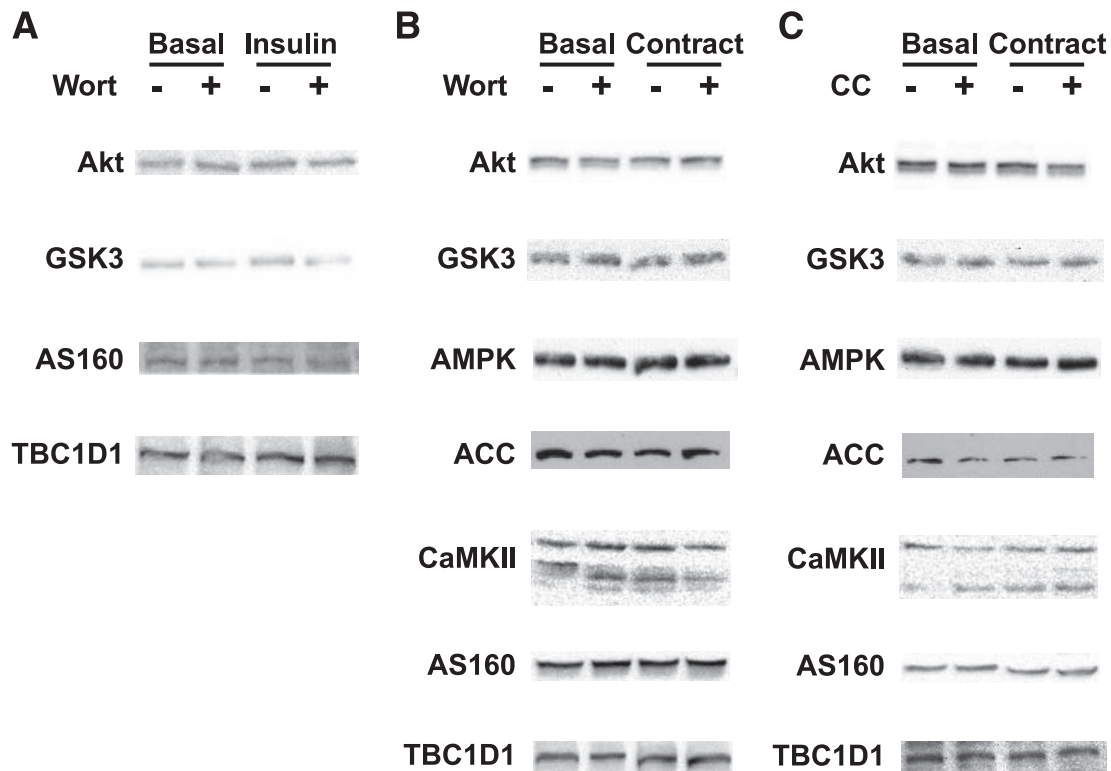 A
Basal Insulin
Wort - + - +
Akt
GSK3
AS160
TBC1D1
B
Basal Contract
Wort - + - +
Akt
GSK3
AMPK
ACC
CaMKII
AS160
TBC1D1
C
Basal Contract
CC - + - +
Akt
GSK3
AMPK
ACC
CaMKII
AS160
TBC1D1